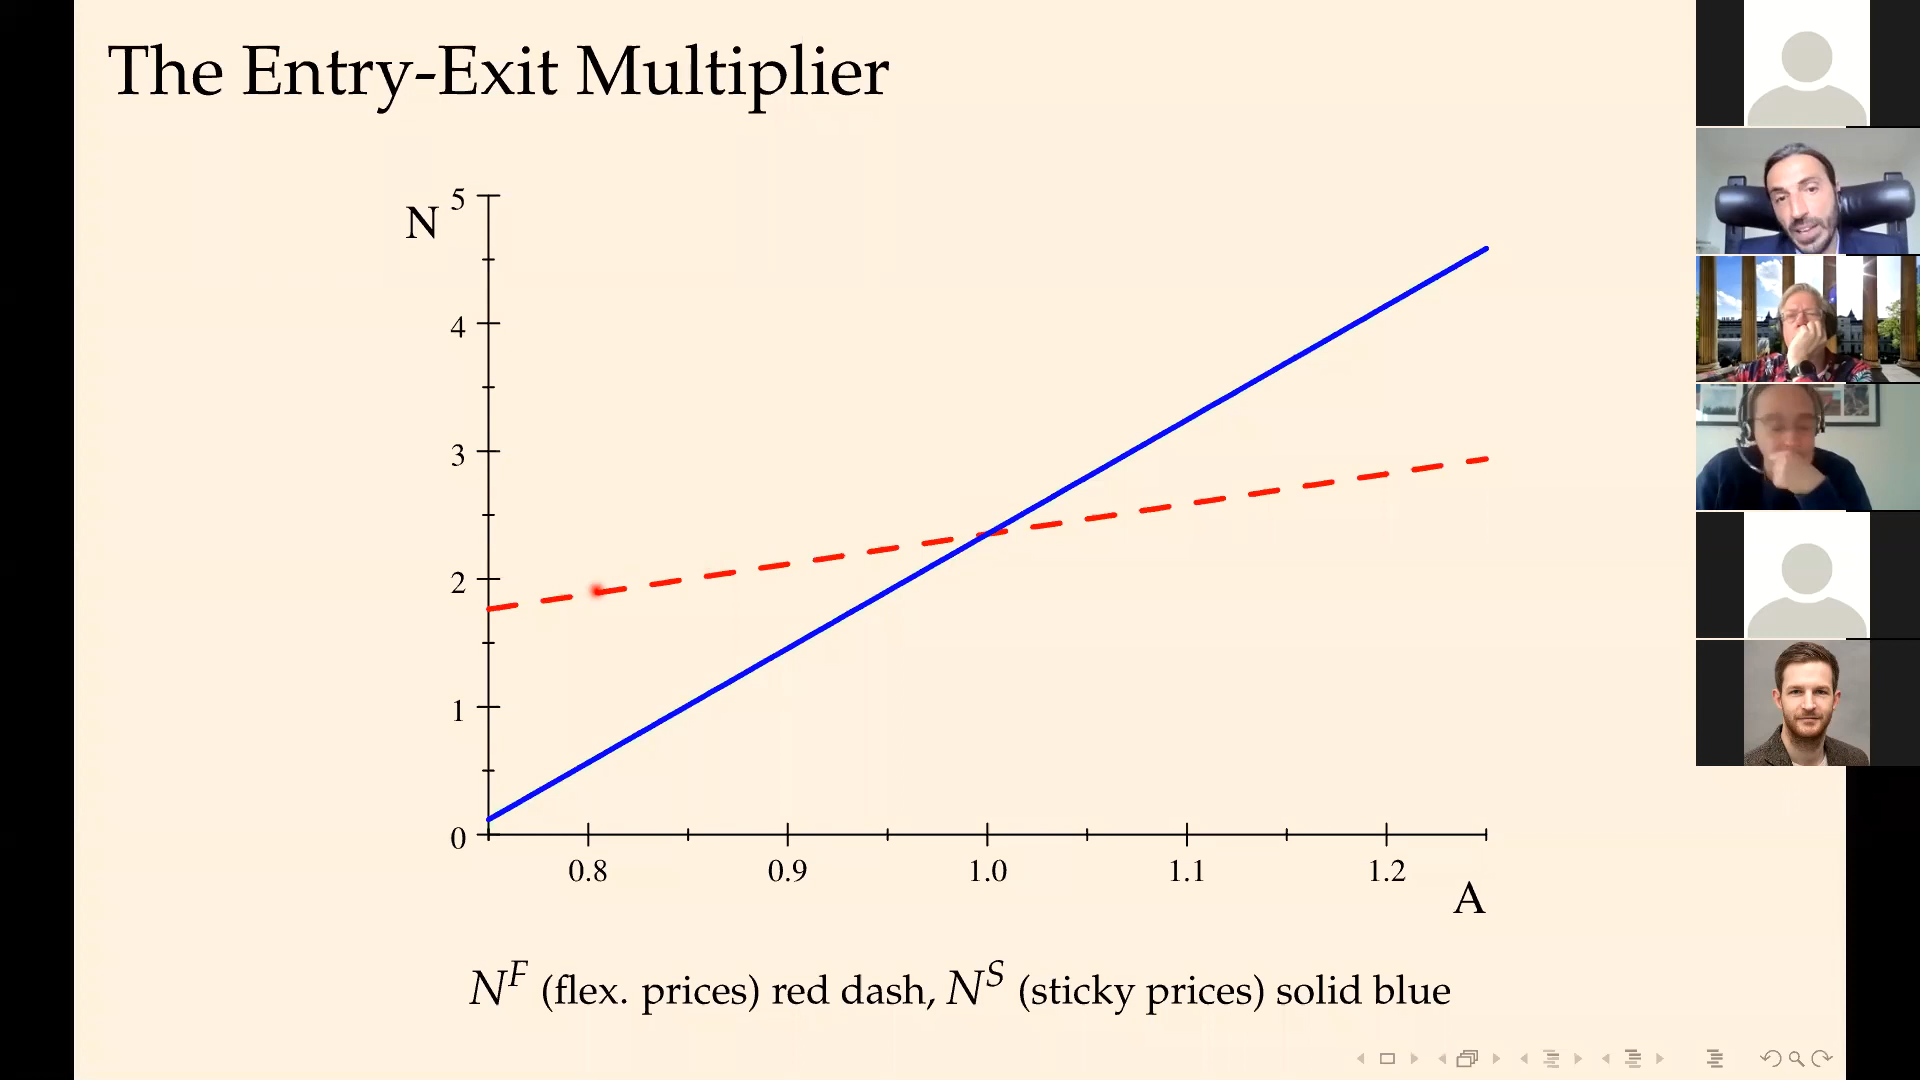 The Entry-Exit Multiplier
N
5
4
3
2
1
0
0.8 0.9 1.0 1.1 1.2
A
N^F (flex. prices) red dash, N^S (sticky prices) solid blue